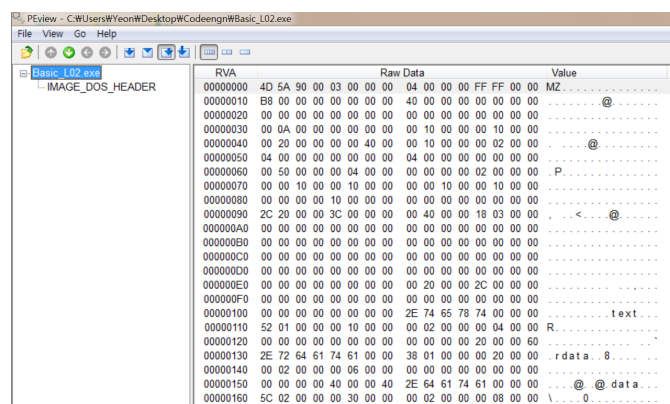 PEview - C:₩Users₩Yeon₩Desktop₩Codeengn₩Basic_L02.exe
File View Go Help
Basic_L02.exe
IMAGE_DOS_HEADER
RVA Raw Data Value
00000000 4D 5A 90 00 03 00 00 00 04 00 00 00 FF FF 00 00 MZ..............
00000010 B8 00 00 00 00 00 00 00 40 00 00 00 00 00 00 00 ........@.......
00000020 00 00 00 00 00 00 00 00 00 00 00 00 00 00 00 00 ................
00000030 00 0A 00 00 00 00 00 00 00 10 00 00 00 10 00 00 ................
00000040 00 20 00 00 00 00 40 00 00 10 00 00 00 02 00 00 . ....@.........
00000050 04 00 00 00 00 00 00 00 04 00 00 00 00 00 00 00 ................
00000060 00 50 00 00 00 04 00 00 00 00 00 00 02 00 00 00 .P..............
00000070 00 00 10 00 00 10 00 00 00 00 10 00 00 10 00 00 ................
00000080 00 00 00 00 10 00 00 00 00 00 00 00 00 00 00 00 ................
00000090 2C 20 00 00 3C 00 00 00 00 40 00 00 18 03 00 00 , ..<....@......
000000A0 00 00 00 00 00 00 00 00 00 00 00 00 00 00 00 00 ................
000000B0 00 00 00 00 00 00 00 00 00 00 00 00 00 00 00 00 ................
000000C0 00 00 00 00 00 00 00 00 00 00 00 00 00 00 00 00 ................
000000D0 00 00 00 00 00 00 00 00 00 00 00 00 00 00 00 00 ................
000000E0 00 00 00 00 00 00 00 00 00 20 00 00 2C 00 00 00 ......... ..,...
000000F0 00 00 00 00 00 00 00 00 00 00 00 00 00 00 00 00 ................
00000100 00 00 00 00 00 00 00 00 2E 74 65 78 74 00 00 00 .........text...
00000110 52 01 00 00 00 10 00 00 00 02 00 00 00 04 00 00 R...............
00000120 00 00 00 00 00 00 00 00 00 00 00 00 20 00 00 60 ............ ..`
00000130 2E 72 64 61 74 61 00 00 38 01 00 00 00 20 00 00 .rdata..8.... ..
00000140 00 02 00 00 00 06 00 00 00 00 00 00 00 00 00 00 ................
00000150 00 00 00 00 40 00 00 40 2E 64 61 74 61 00 00 00 ....@..@.data...
00000160 5C 02 00 00 00 30 00 00 00 02 00 00 00 08 00 00 \....0..........